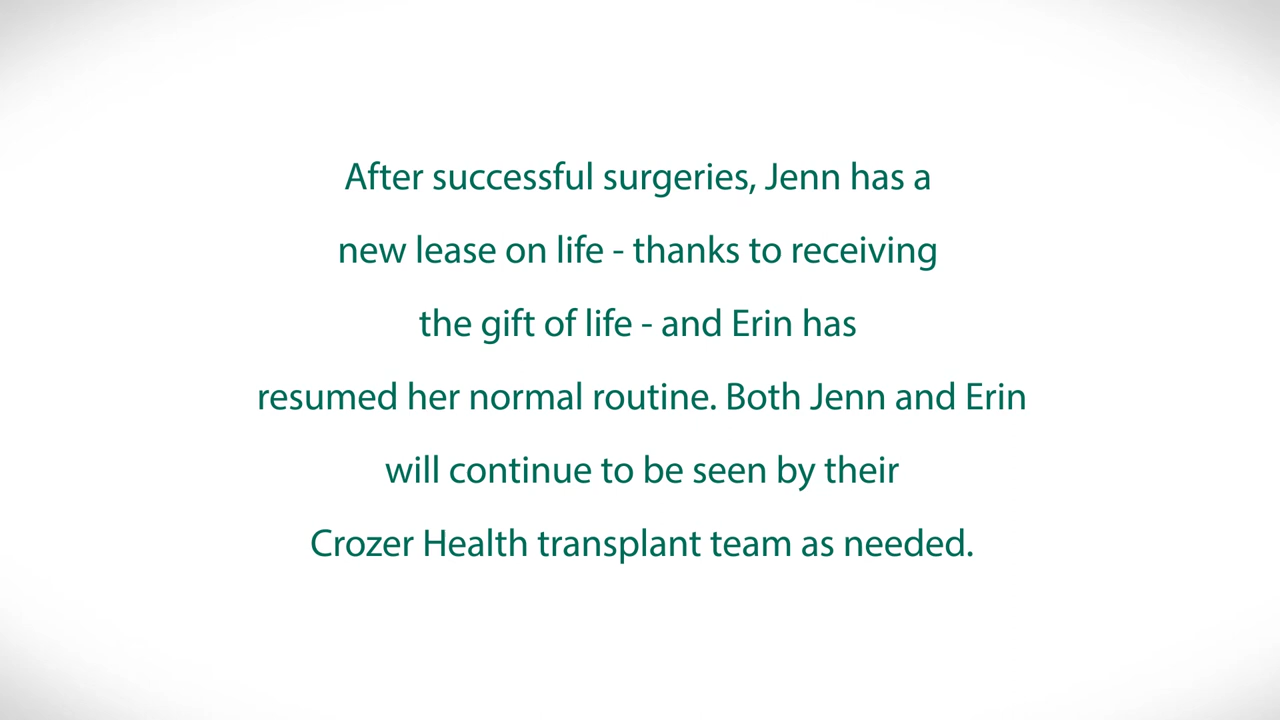 After successful surgeries, Jenn has a
new lease on life - thanks to receiving
the gift of life - and Erin has
resumed her normal routine. Both Jenn and Erin
will continue to be seen by their
Crozer Health transplant team as needed.